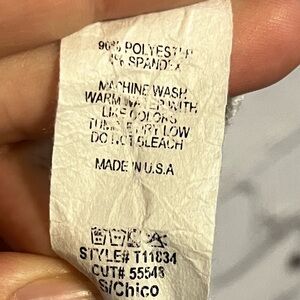 POLYESTER
SPANDEX
MACHINE WASH
WARM WATER WITH
LIKE COLORS
TUMBLE DRY LOW
DO NOT BLEACH
MADE IN U.S.A
STYLE# T11834
CUT# 55543
S/Chico